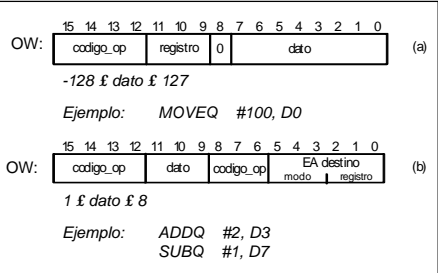 15 14 13 12 11 10 9 8 7 6 5 4 3 2 1 0
OW: codigo_op registro 0 dato (a)
-128 £ dato £ 127
Ejemplo: MOVEQ #100, D0
15 14 13 12 11 10 9 8 7 6 5 4 3 2 1 0
OW: codigo_op dato codigo_op EA destino (b)
modo registro
1 £ dato £ 8
Ejemplo: ADDQ #2, D3
SUBQ #1, D7